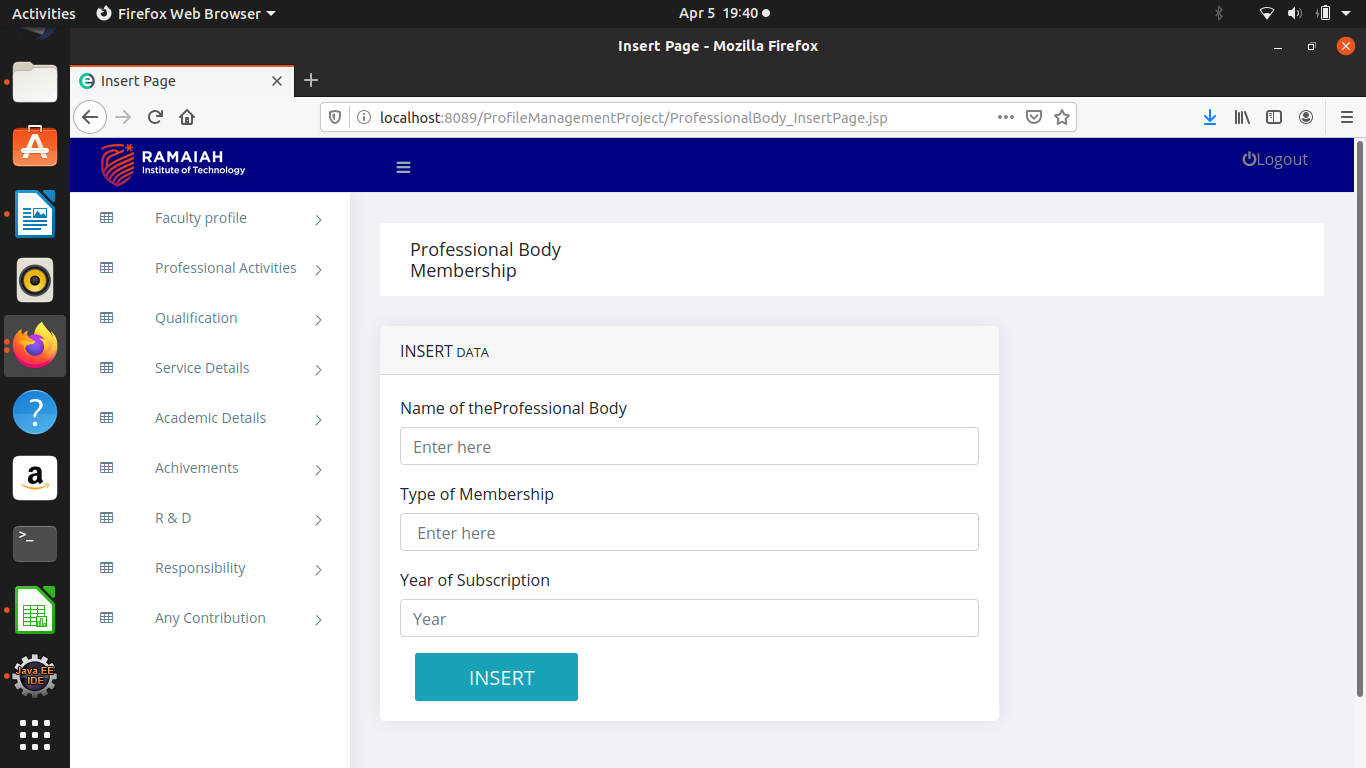 Activities Firefox Web Browser Apr 5 19:40
Insert Page - Mozilla Firefox
Insert Page
localhost:8089/ProfileManagementProject/ProfessionalBody_InsertPage.jsp
RAMAIAH
Institute of Technology
Logout
Faculty profile
Professional Activities
Qualification
Service Details
Academic Details
Achivements
R & D
Responsibility
Any Contribution
Professional Body
Membership
INSERT DATA
Name of theProfessional Body
Enter here
Type of Membership
Enter here
Year of Subscription
Year
INSERT
a
>_
?
Java EE
IDE